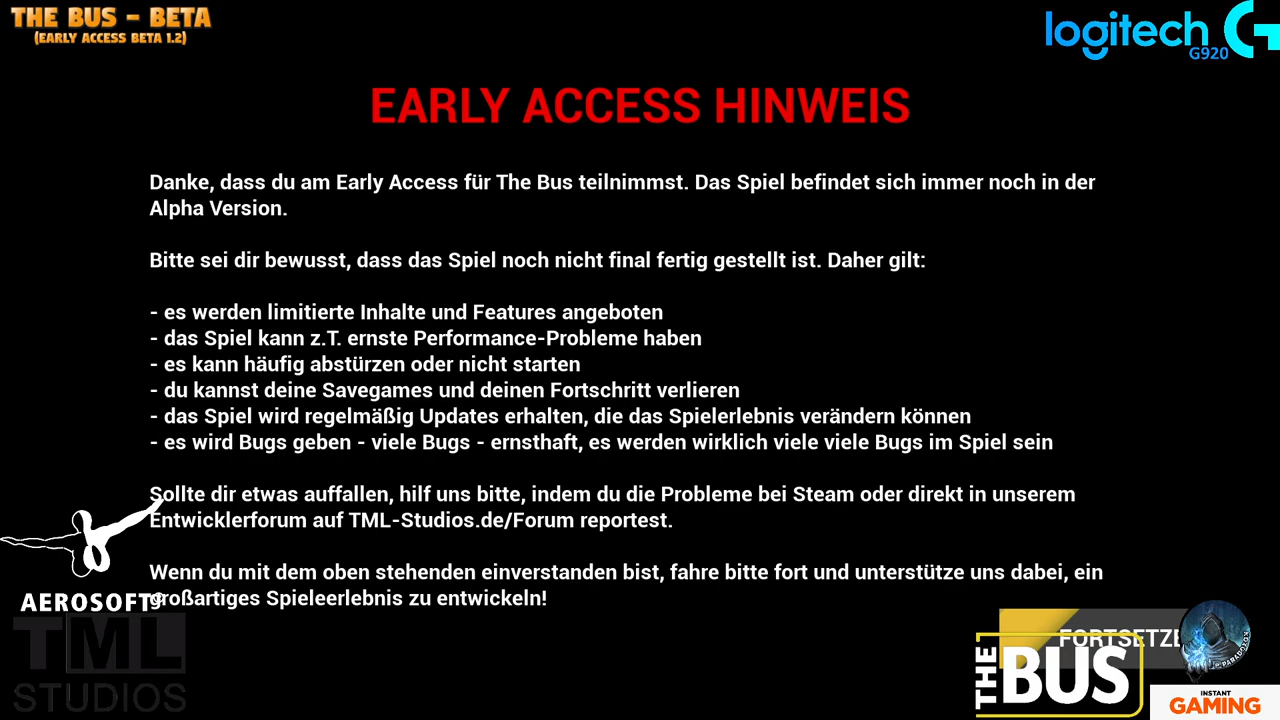 THE BUS - BETA
(EARLY ACCESS BETA 1.2)
logitech G
G920
EARLY ACCESS HINWEIS
Danke, dass du am Early Access für The Bus teilnimmst. Das Spiel befindet sich immer noch in der
Alpha Version.
Bitte sei dir bewusst, dass das Spiel noch nicht final fertig gestellt ist. Daher gilt:
- es werden limitierte Inhalte und Features angeboten
- das Spiel kann z.T. ernste Performance-Probleme haben
- es kann häufig abstürzen oder nicht starten
- du kannst deine Savegames und deinen Fortschritt verlieren
- das Spiel wird regelmäßig Updates erhalten, die das Spielerlebnis verändern können
- es wird Bugs geben - viele Bugs - ernsthaft, es werden wirklich viele viele Bugs im Spiel sein
Sollte dir etwas auffallen, hilf uns bitte, indem du die Probleme bei Steam oder direkt in unserem
Entwicklerforum auf TML-Studios.de/Forum reportest.
Wenn du mit dem oben stehenden einverstanden bist, fahre bitte fort und unterstütze uns dabei, ein
großartiges Spieleerlebnis zu entwickeln!
AEROSOFT
TML
STUDIOS
FORTSETZE
THE BUS
PARADOXON
INSTANT
GAMING